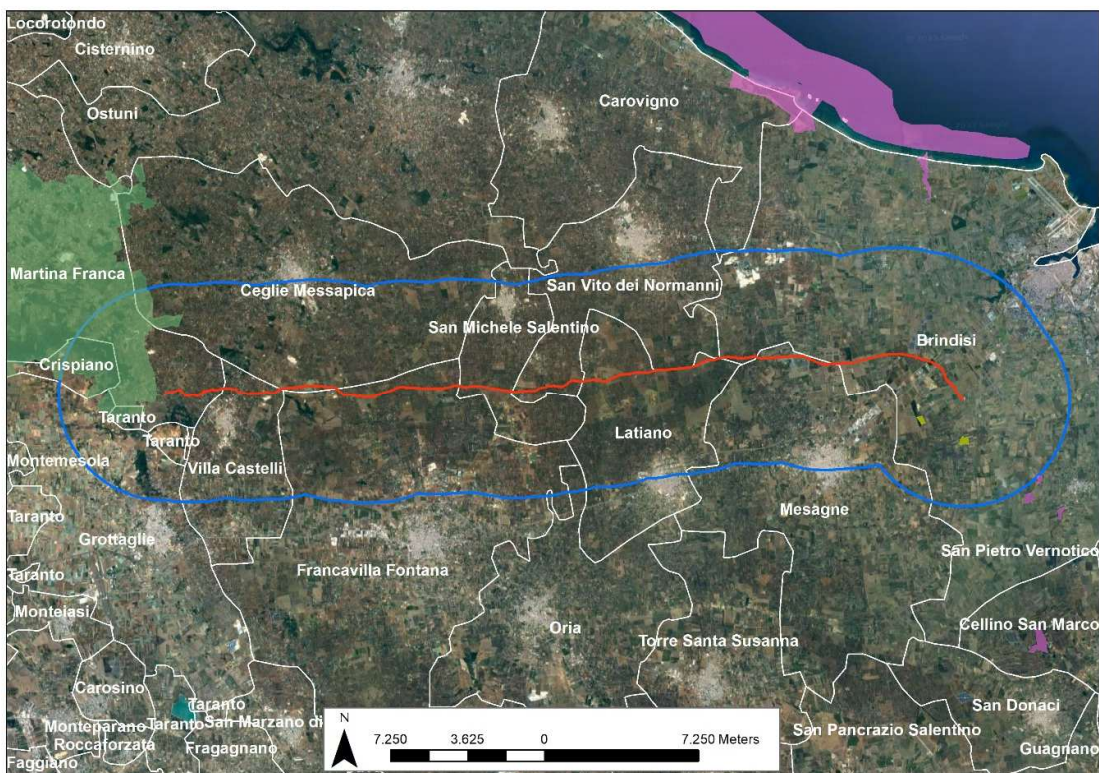 Locorotondo
Cisternino
Ostuni
Carovigno
Martina Franca
Ceglie Messapica
San Vito dei Normanni
San Michele Salentino
Crispiano
Brindisi
Taranto
Taranto
Latiano
Montemesola
Villa Castelli
Mesagne
Taranto
Grottaglie
San Pietro Vernotico
Francavilla Fontana
Taranto
Monteiasi
Oria
Cellino San Marco
Torre Santa Susanna
Carosino
Taranto
San Donaci
Monteparano
Taranto
San Marzano di
San Pancrazio Salentino
Roccaforzata
Fragagnano
Guagnano
Faggiano
N
7.250 3.625 0 7.250 Meters